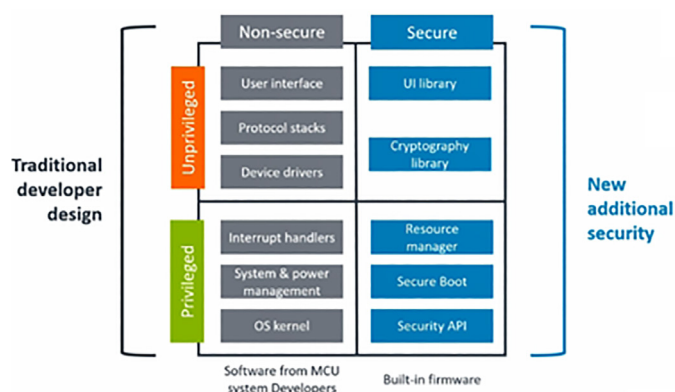 Non-secure
Secure
Unprivileged
User interface
UI library
Protocol stacks
Cryptography
library
Device drivers
Traditional
developer
design
New
additional
security
Privileged
Interrupt handlers
Resource
manager
System & power
management
Secure Boot
OS kernel
Security API
Software from MCU
system Developers
Built-in firmware